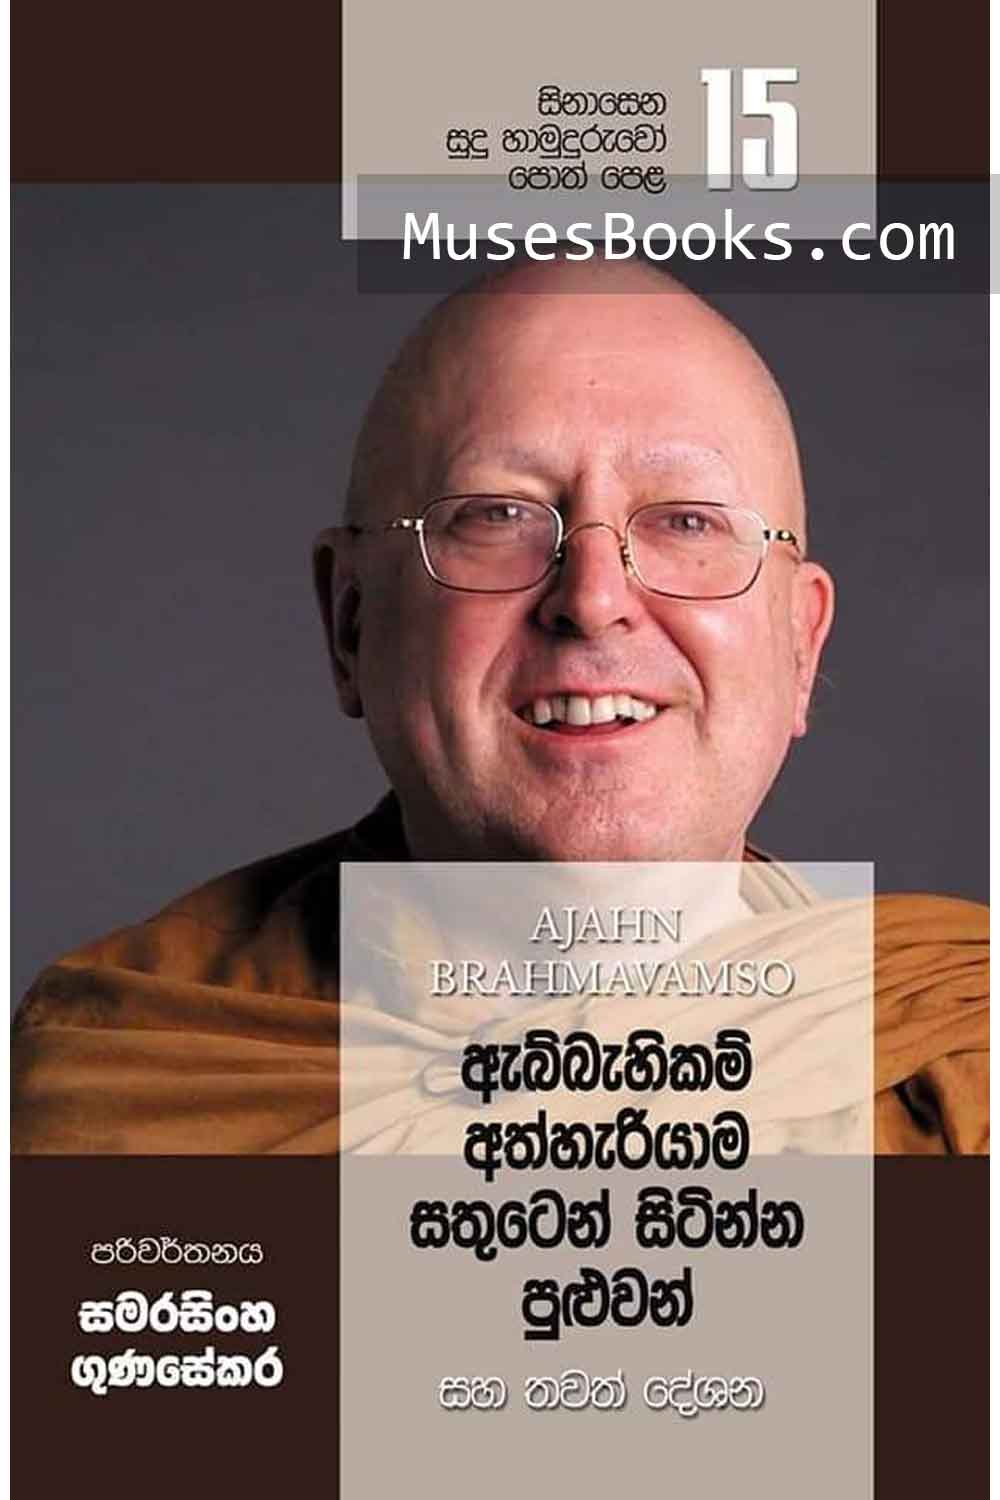 සිනාසෙන
සුදු හාමුදුරුවෝ
පොත් පෙළ
15
MusesBooks.com
AJAHN
BRAHMAVAMSO
ඇබ්බැහිකම්
අත්හැරියාම
සතුටෙන් සිටින්න
පුළුවන්
සහ තවත් දේශන
පරිවර්තනය
සමරසිංහ
ගුණසේකර